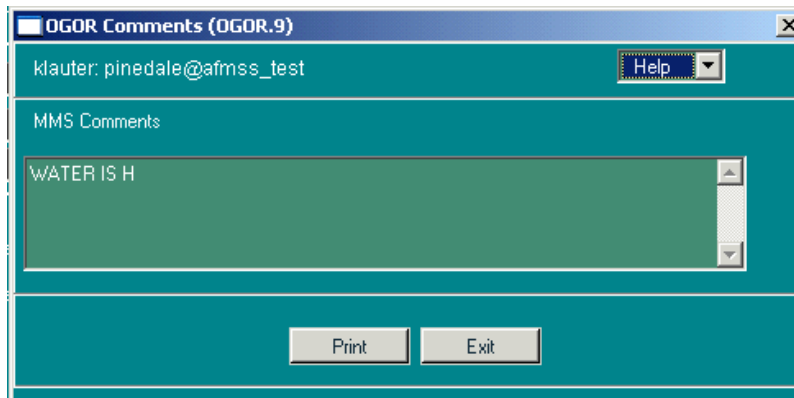 OGOR Comments (OGOR.9)
klauter: pinedale@afmss_test
Help
MMS Comments
WATER IS H
Print
Exit